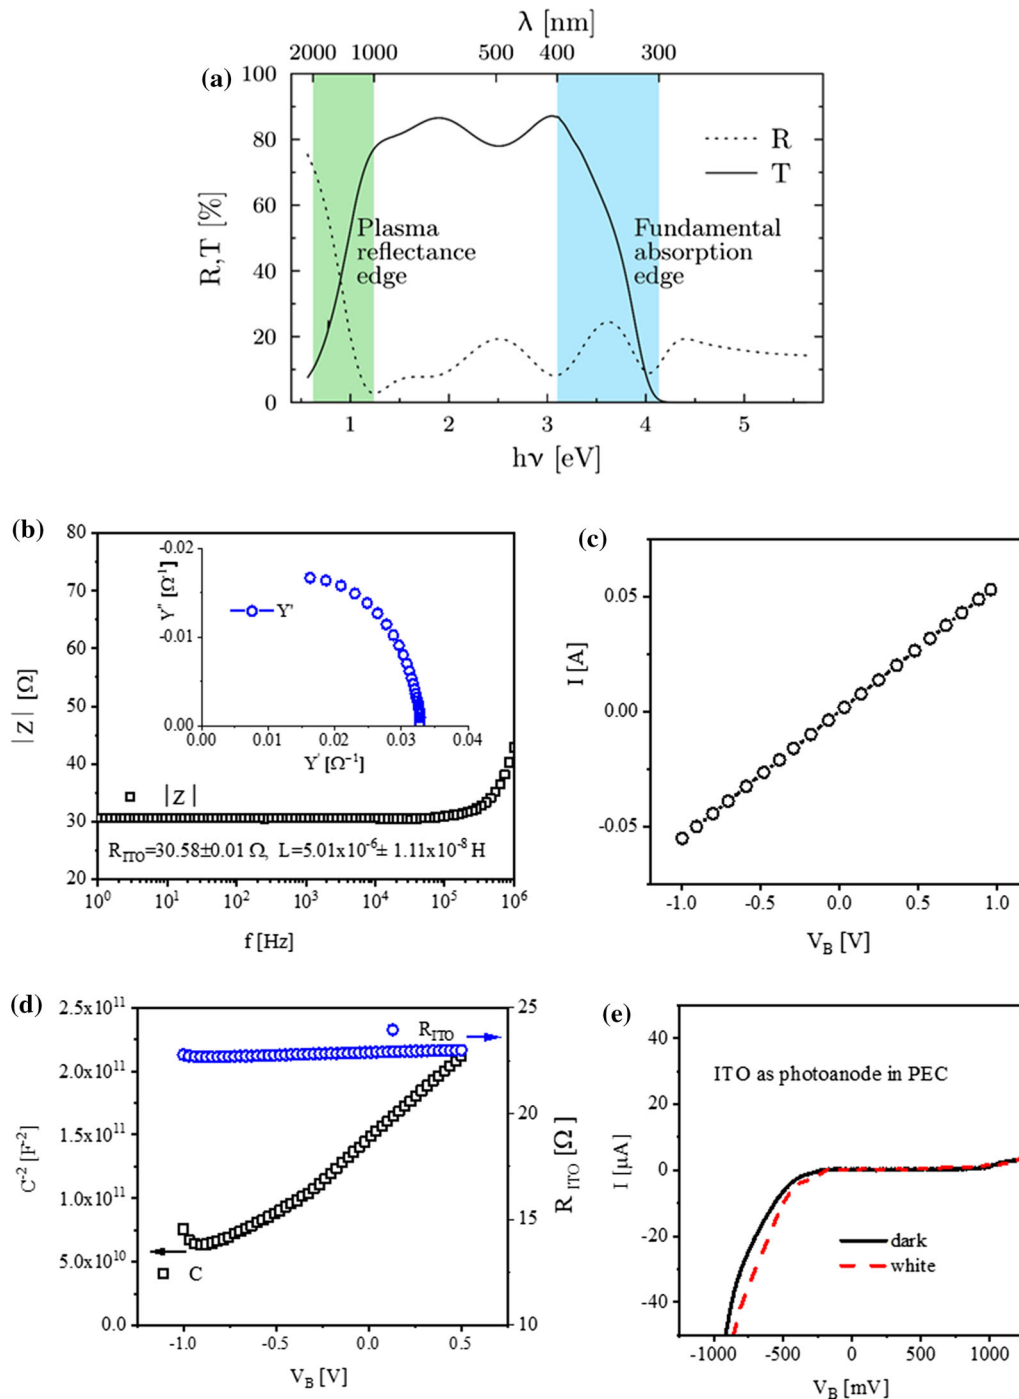 λ [nm]
2000 1000 500 400 300
(a)
100
80
60
40
20
0
R,T [%]
R
T
Plasma
reflectance
edge
Fundamental
absorption
edge
1 2 3 4 5
hν [eV]
(b)
80
70
60
50
40
30
20
|Z| [Ω]
-0.02
-0.01
0.00
Y'' [Ω⁻¹]
Y'
0.00 0.01 0.02 0.03 0.04
Y' [Ω⁻¹]
|Z|
R_ITO=30.58±0.01 Ω, L=5.01x10⁻⁶± 1.11x10⁻⁸ H
10⁰ 10¹ 10² 10³ 10⁴ 10⁵ 10⁶
f [Hz]
(c)
0.05
0.00
-0.05
I [A]
-1.0 -0.5 0.0 0.5 1.0
V_B [V]
(d)
2.5x10¹¹
2.0x10¹¹
1.5x10¹¹
1.0x10¹¹
5.0x10¹⁰
0.0
C⁻² [F⁻²]
R_ITO
C
25
20
15
10
R_ITO [Ω]
-1.0 -0.5 0.0 0.5
V_B [V]
(e)
40
20
0
-20
-40
I [μA]
ITO as photoanode in PEC
dark
white
-1000 -500 0 500 1000
V_B [mV]